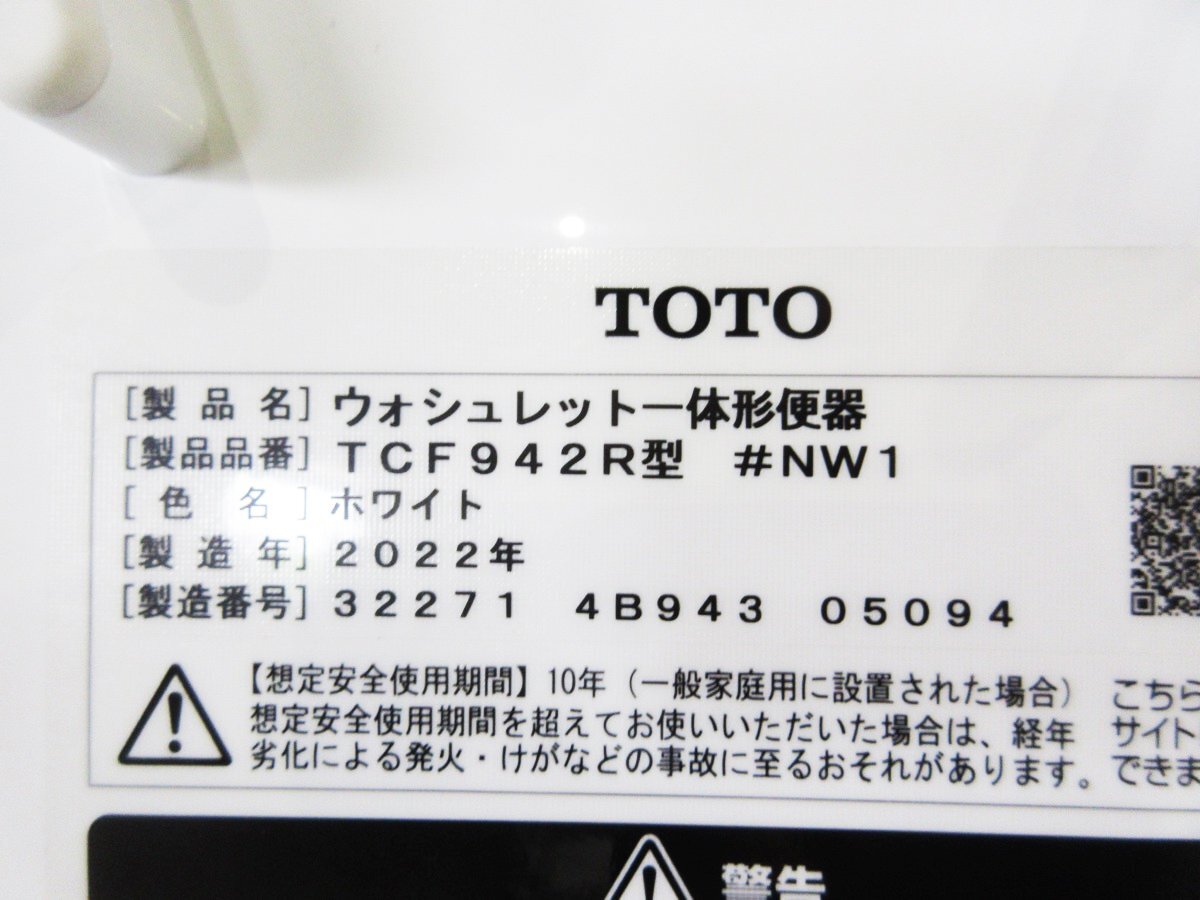 TOTO
[製品名] ウォシュレット一体形便器
[製品品番] TCF942R型 #NW1
[色名] ホワイト
[製造年] 2022年
[製造番号] 32271 4B943 05094
【想定安全使用期間】10年（一般家庭用に設置された場合） こちら
想定安全使用期間を超えてお使いいただいた場合は、経年 サイト
劣化による発火・けがなどの事故に至るおそれがあります。 できま
警告